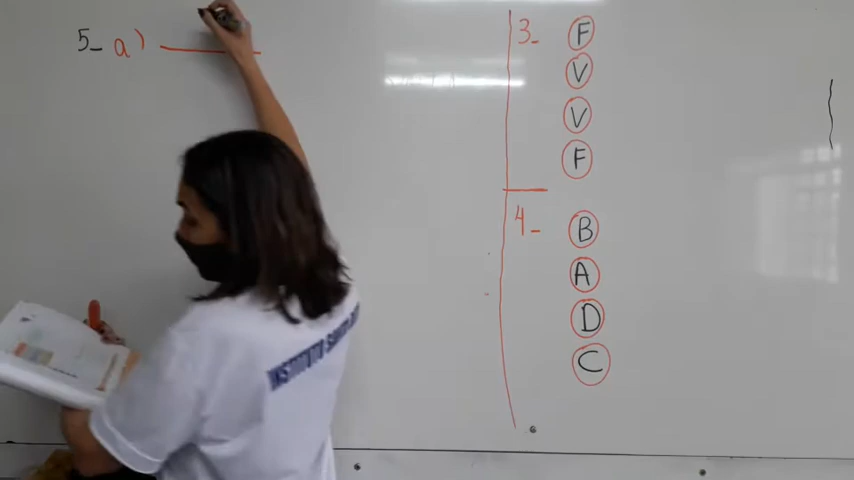 5_ a)
3_ F
V
V
F
4_ B
A
D
C
INSTITUTO